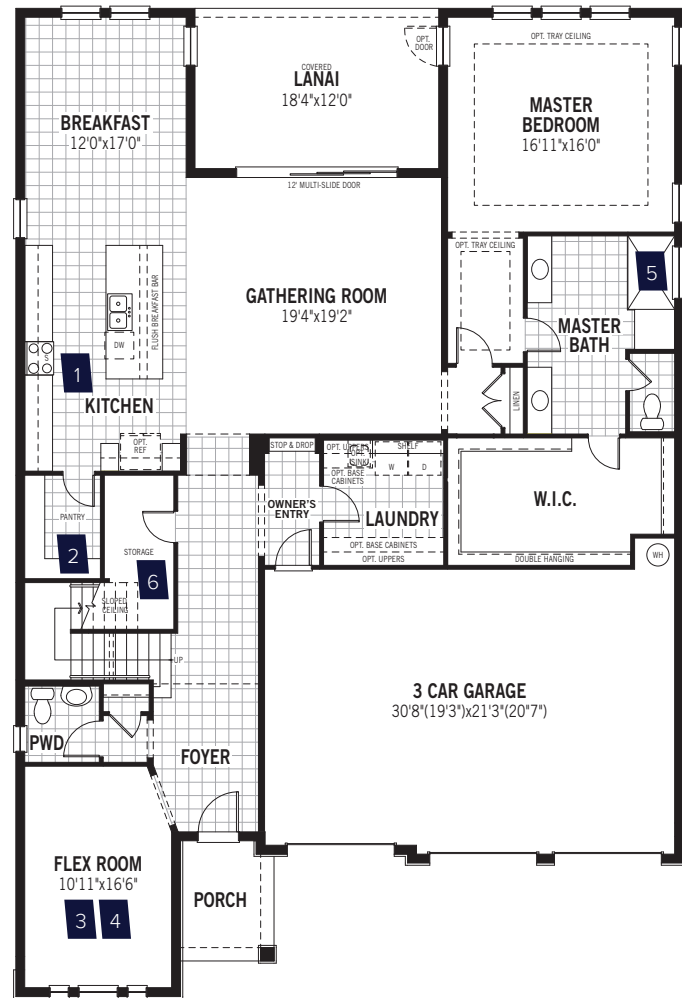 OPT.
DOOR
OPT. TRAY CEILING
COVERED
LANAI
18'4"x12'0"
MASTER
BEDROOM
16'11"x16'0"
BREAKFAST
12'0"x17'0"
12' MULTI-SLIDE DOOR
OPT. TRAY CEILING
5
GATHERING ROOM
19'4"x19'2"
FLUSH BREAKFAST BAR
DW
MASTER
BATH
S
1
KITCHEN
LINEN
OPT.
REF
STOP & DROP
OPT. UPPERS
OPT.
SINK
SHELF
W
D
OPT. BASE
CABINETS
OWNER'S
ENTRY
LAUNDRY
W.I.C.
PANTRY
2
STORAGE
6
OPT. BASE CABINETS
OPT. UPPERS
DOUBLE HANGING
WH
SLOPED
CEILING
UP
3 CAR GARAGE
30'8"(19'3")x21'3"(20'7")
PWD
FOYER
FLEX ROOM
10'11"x16'6"
3
4
PORCH